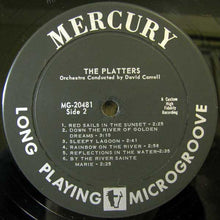 MERCURY
THE PLATTERS
Orchestra Conducted by David Carroll
MG-20481
Side 2
A Custom
High Fidelity
Recording
1. RED SAILS IN THE SUNSET - 2:25
2. DOWN THE RIVER OF GOLDEN
DREAMS - 3:15
3. SLEEPY LAGOON - 2:41
4. RAINBOW ON THE RIVER - 2:58
5. REFLECTIONS IN THE WATER-2:35
6. BY THE RIVER SAINTE
MARIE - 2:25
LONG PLAYING MICROGROOVE